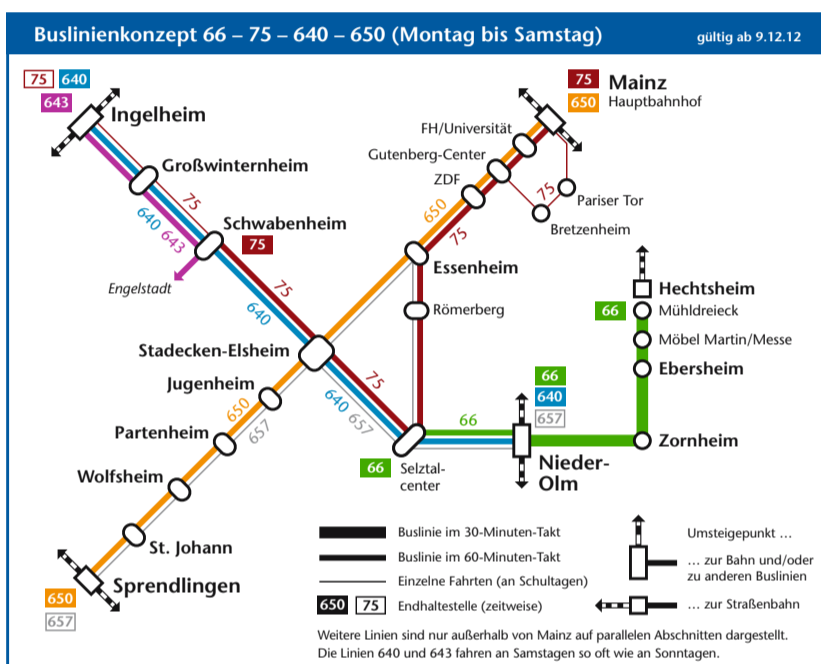 Buslinienkonzept 66 – 75 – 640 – 650 (Montag bis Samstag)
gültig ab 9.12.12
75 640
643
Ingelheim
Großwinternheim
75
640 643
Schwabenheim
75
Engelstadt
75
640
Stadecken-Elsheim
Jugenheim
650
657
Partenheim
Wolfsheim
St. Johann
Sprendlingen
650
657
75
650
Mainz
Hauptbahnhof
FH/Universität
Gutenberg-Center
ZDF
75
Pariser Tor
Bretzenheim
650
75
Essenheim
Römerberg
75
640 657
66
Selztal-
center
66
66
640
657
Nieder-
Olm
Hechtsheim
66
Mühldreieck
Möbel Martin/Messe
Ebersheim
Zornheim
Buslinie im 30-Minuten-Takt
Buslinie im 60-Minuten-Takt
Einzelne Fahrten (an Schultagen)
650 75 Endhaltestelle (zeitweise)
Umsteigepunkt ...
... zur Bahn und/oder
zu anderen Buslinien
... zur Straßenbahn
Weitere Linien sind nur außerhalb von Mainz auf parallelen Abschnitten dargestellt.
Die Linien 640 und 643 fahren an Samstagen so oft wie an Sonntagen.